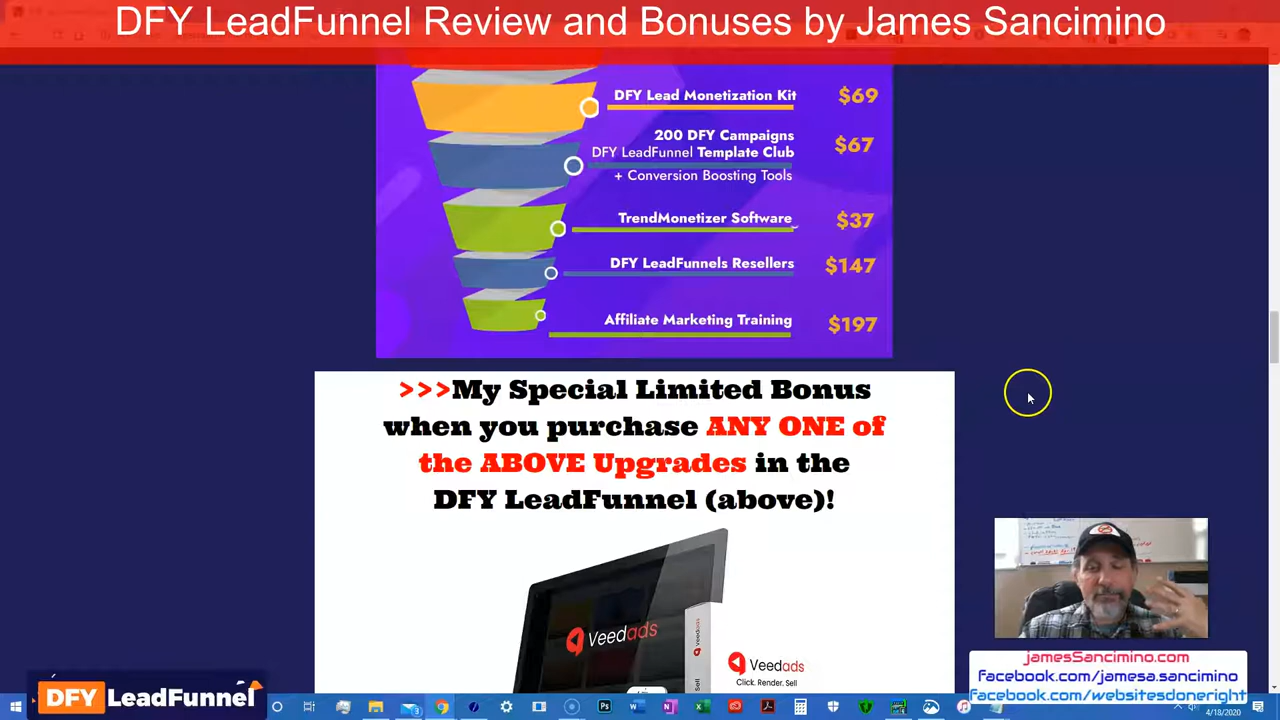 DFY LeadFunnel Review and Bonuses by James Sancimino
DFY Lead Monetization Kit $69
200 DFY Campaigns
DFY LeadFunnel Template Club $67
+ Conversion Boosting Tools
TrendMonetizer Software $37
DFY LeadFunnels Resellers $147
Affiliate Marketing Training $197
>>>My Special Limited Bonus
when you purchase ANY ONE of
the ABOVE Upgrades in the
DFY LeadFunnel (above)!
Veedads
Veedads
Click. Render. Sell
jamesSancimino.com
facebook.com/jamesa.sancimino
facebook.com/websitesdoneright
DFY LeadFunnel
4/18/2020